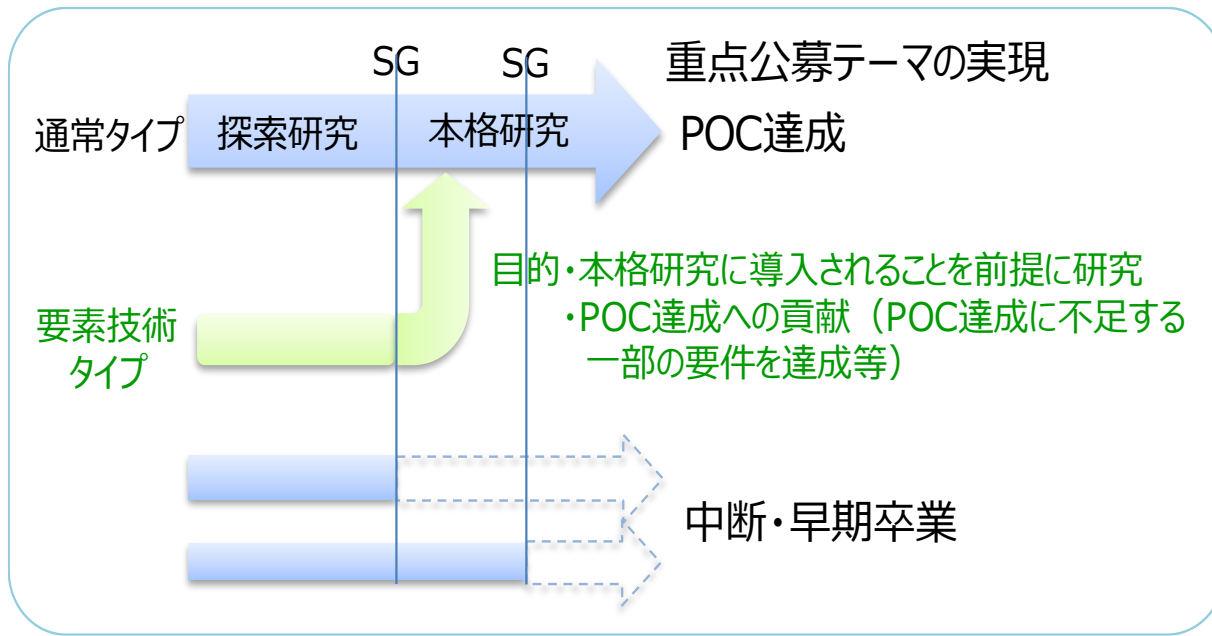 SG
SG
重点公募テーマの実現
通常タイプ
探索研究
本格研究
POC達成
目的・本格研究に導入されることを前提に研究
・POC達成への貢献（POC達成に不足する
一部の要件を達成等）
要素技術
タイプ
中断・早期卒業